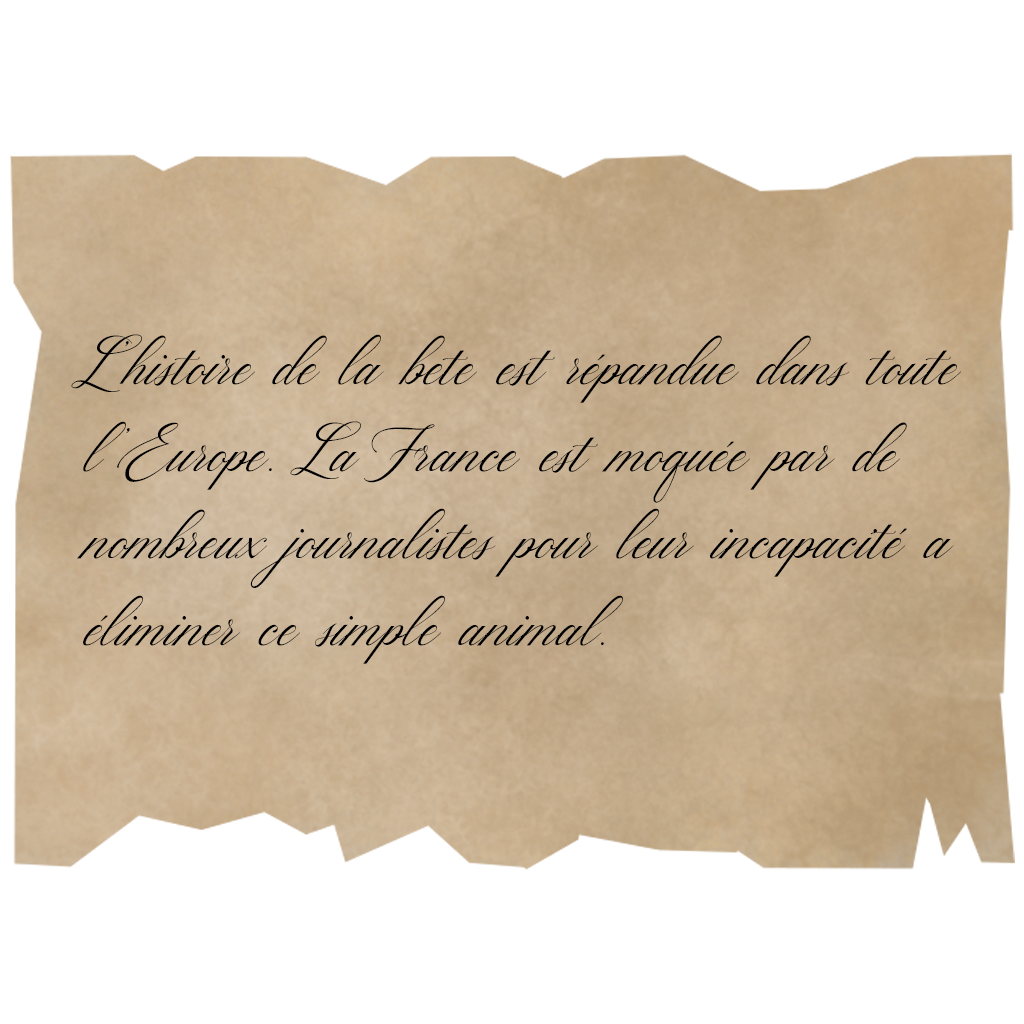 L'histoire de la bete est répandue dans toute
l'Europe. La France est moquée par de
nombreux journalistes pour leur incapacité a
éliminer ce simple animal.